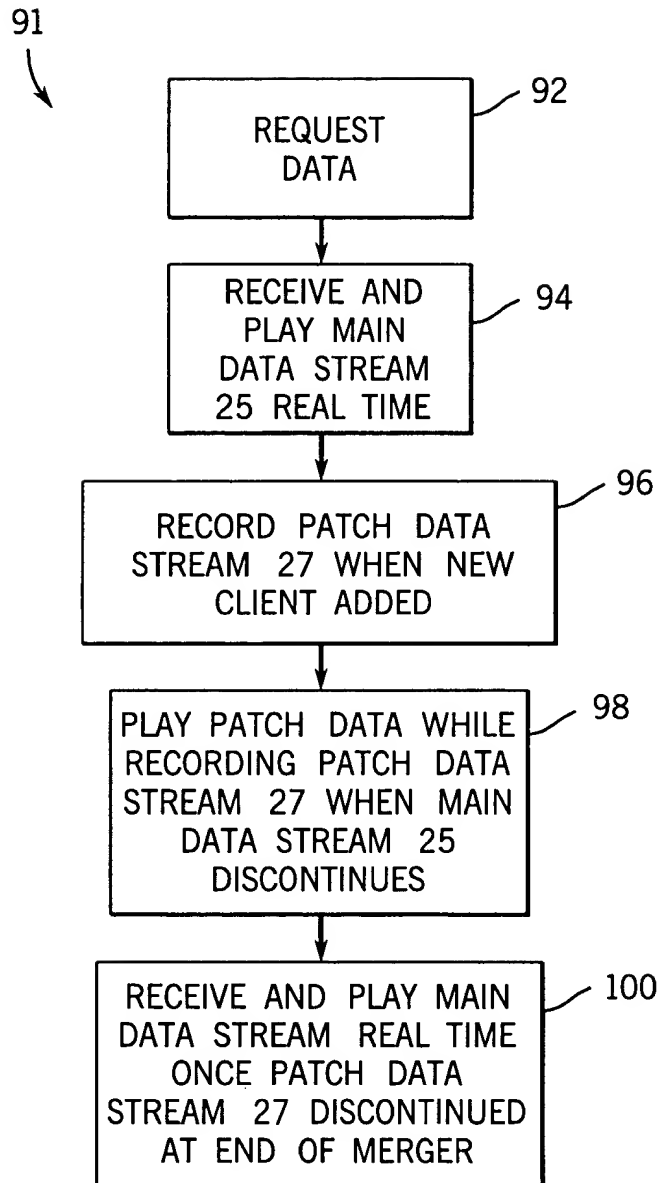 91
92
REQUEST
DATA
94
RECEIVE AND
PLAY MAIN
DATA STREAM
25 REAL TIME
96
RECORD PATCH DATA
STREAM 27 WHEN NEW
CLIENT ADDED
98
PLAY PATCH DATA WHILE
RECORDING PATCH DATA
STREAM 27 WHEN MAIN
DATA STREAM 25
DISCONTINUES
100
RECEIVE AND PLAY MAIN
DATA STREAM REAL TIME
ONCE PATCH DATA
STREAM 27 DISCONTINUED
AT END OF MERGER